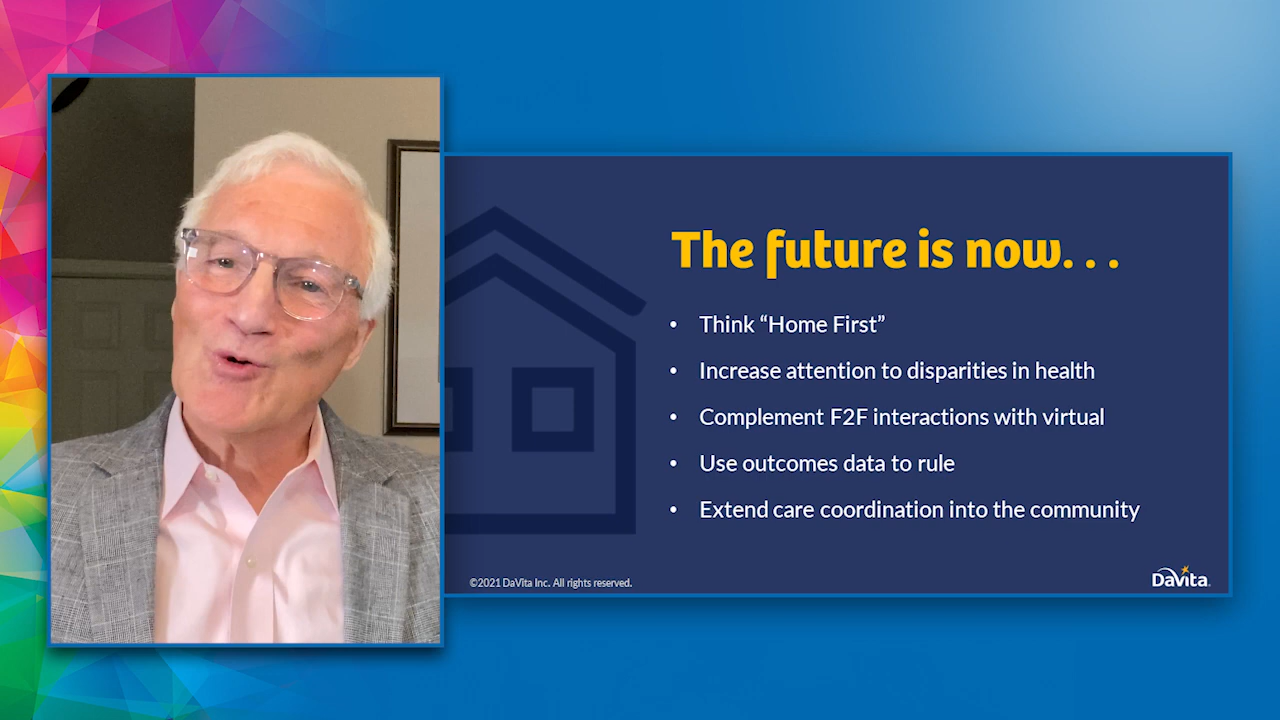 The future is now. . .
• Think “Home First”
• Increase attention to disparities in health
• Complement F2F interactions with virtual
• Use outcomes data to rule
• Extend care coordination into the community
©2021 DaVita Inc. All rights reserved.
DaVita.